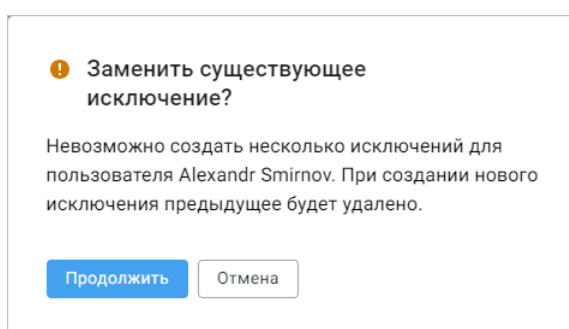 Заменить существующее
исключение?
Невозможно создать несколько исключений для
пользователя Alexandr Smirnov. При создании нового
исключения предыдущее будет удалено.
Продолжить Отмена